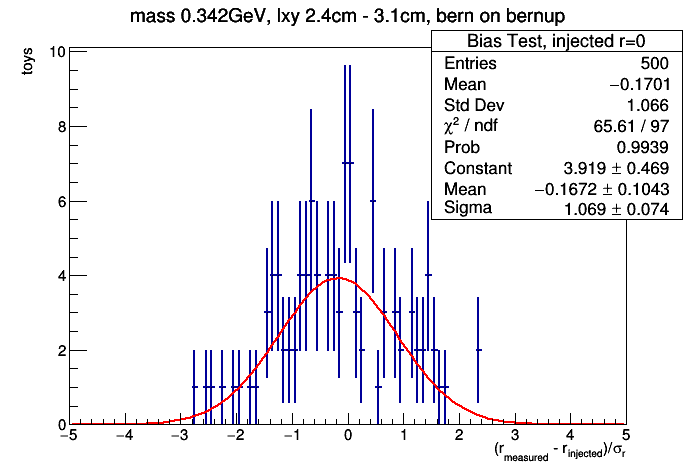 mass 0.342GeV, lxy 2.4cm - 3.1cm, bern on bernup
Bias Test, injected r=0
Entries 500
Mean −0.1701
Std Dev 1.066
χ² / ndf 65.61 / 97
Prob 0.9939
Constant 3.919 ± 0.469
Mean −0.1672 ± 0.1043
Sigma 1.069 ± 0.074
toys
10
8
6
4
2
0
−5 −4 −3 −2 −1 0 1 2 3 4 5
(r_measured - r_injected)/σ_r